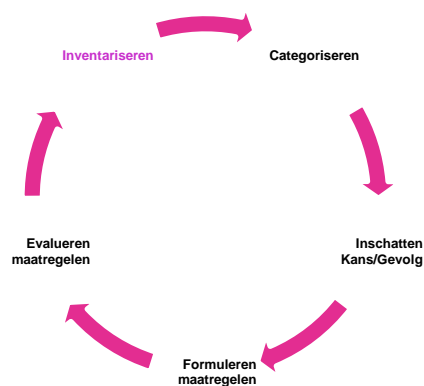 Inventariseren
Categoriseren
Inschatten
Kans/Gevolg
Formuleren
maatregelen
Evalueren
maatregelen